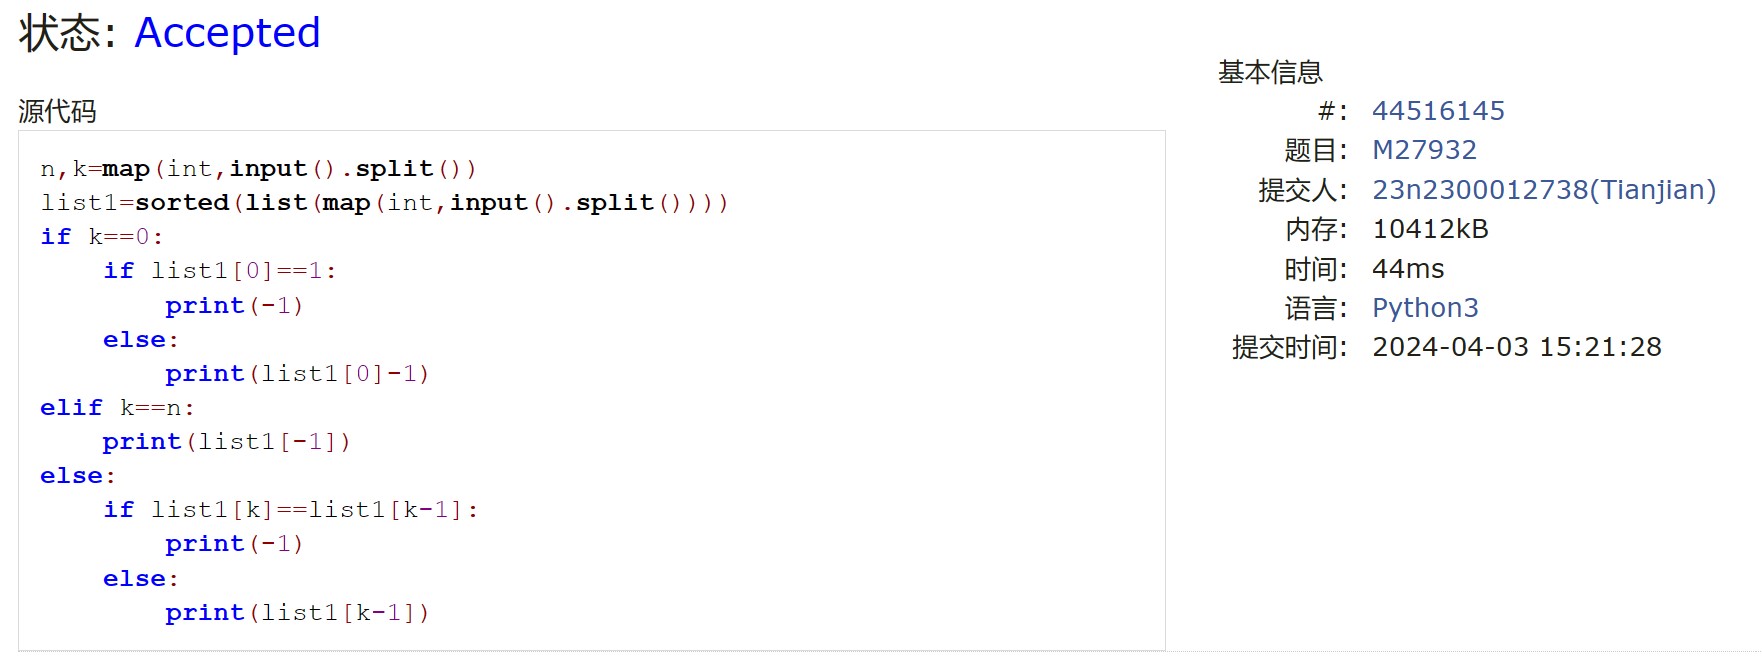 状态: Accepted
源代码
n,k=map(int,input().split())
list1=sorted(list(map(int,input().split())))
if k==0:
    if list1[0]==1:
        print(-1)
    else:
        print(list1[0]-1)
elif k==n:
    print(list1[-1])
else:
    if list1[k]==list1[k-1]:
        print(-1)
    else:
        print(list1[k-1])
基本信息
#: 44516145
题目: M27932
提交人: 23n2300012738(Tianjian)
内存: 10412kB
时间: 44ms
语言: Python3
提交时间: 2024-04-03 15:21:28